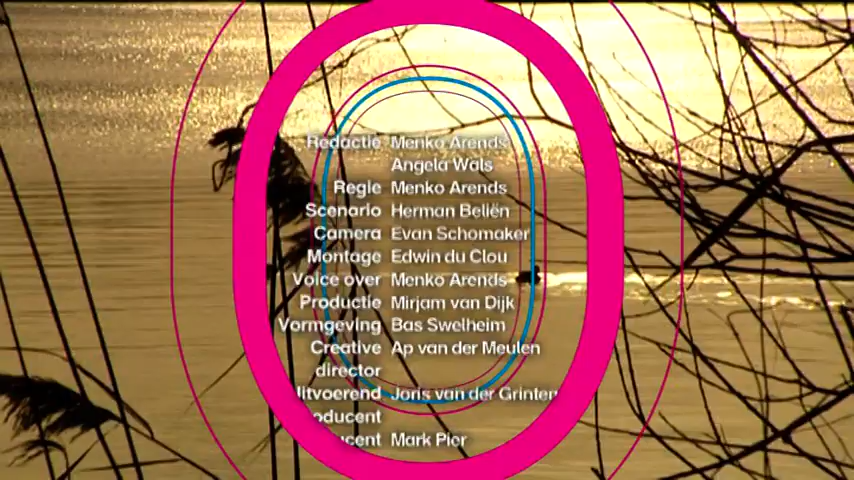 Redactie Menko Arends
Angela Wals
Regie Menko Arends
Scenario Herman Beliën
Camera Evan Schomaker
Montage Edwin du Clou
Voice over Menko Arends
Productie Mirjam van Dijk
Vormgeving Bas Swelheim
Creative Ap van der Meulen
director
Joris van der Grinten
Mark Pier